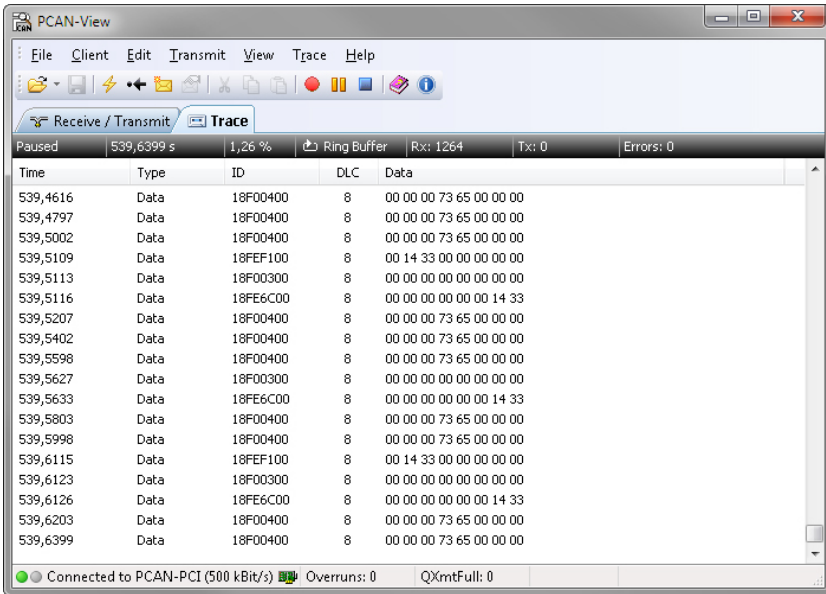 PCAN-View
File Client Edit Transmit View Trace Help
Receive / Transmit Trace
Paused 539,6399 s 1,26 % Ring Buffer Rx: 1264 Tx: 0 Errors: 0
Time Type ID DLC Data
539,4616 Data 18F00400 8 00 00 00 73 65 00 00 00
539,4797 Data 18F00400 8 00 00 00 73 65 00 00 00
539,5002 Data 18F00400 8 00 00 00 73 65 00 00 00
539,5109 Data 18FEF100 8 00 14 33 00 00 00 00 00
539,5113 Data 18F00300 8 00 00 00 00 00 00 00 00
539,5116 Data 18FE6C00 8 00 00 00 00 00 00 14 33
539,5207 Data 18F00400 8 00 00 00 73 65 00 00 00
539,5402 Data 18F00400 8 00 00 00 73 65 00 00 00
539,5598 Data 18F00400 8 00 00 00 73 65 00 00 00
539,5627 Data 18F00300 8 00 00 00 00 00 00 00 00
539,5633 Data 18FE6C00 8 00 00 00 00 00 00 14 33
539,5803 Data 18F00400 8 00 00 00 73 65 00 00 00
539,5998 Data 18F00400 8 00 00 00 73 65 00 00 00
539,6115 Data 18FEF100 8 00 14 33 00 00 00 00 00
539,6123 Data 18F00300 8 00 00 00 00 00 00 00 00
539,6126 Data 18FE6C00 8 00 00 00 00 00 00 14 33
539,6203 Data 18F00400 8 00 00 00 73 65 00 00 00
539,6399 Data 18F00400 8 00 00 00 73 65 00 00 00
Connected to PCAN-PCI (500 kBit/s) Overruns: 0 QXmtFull: 0